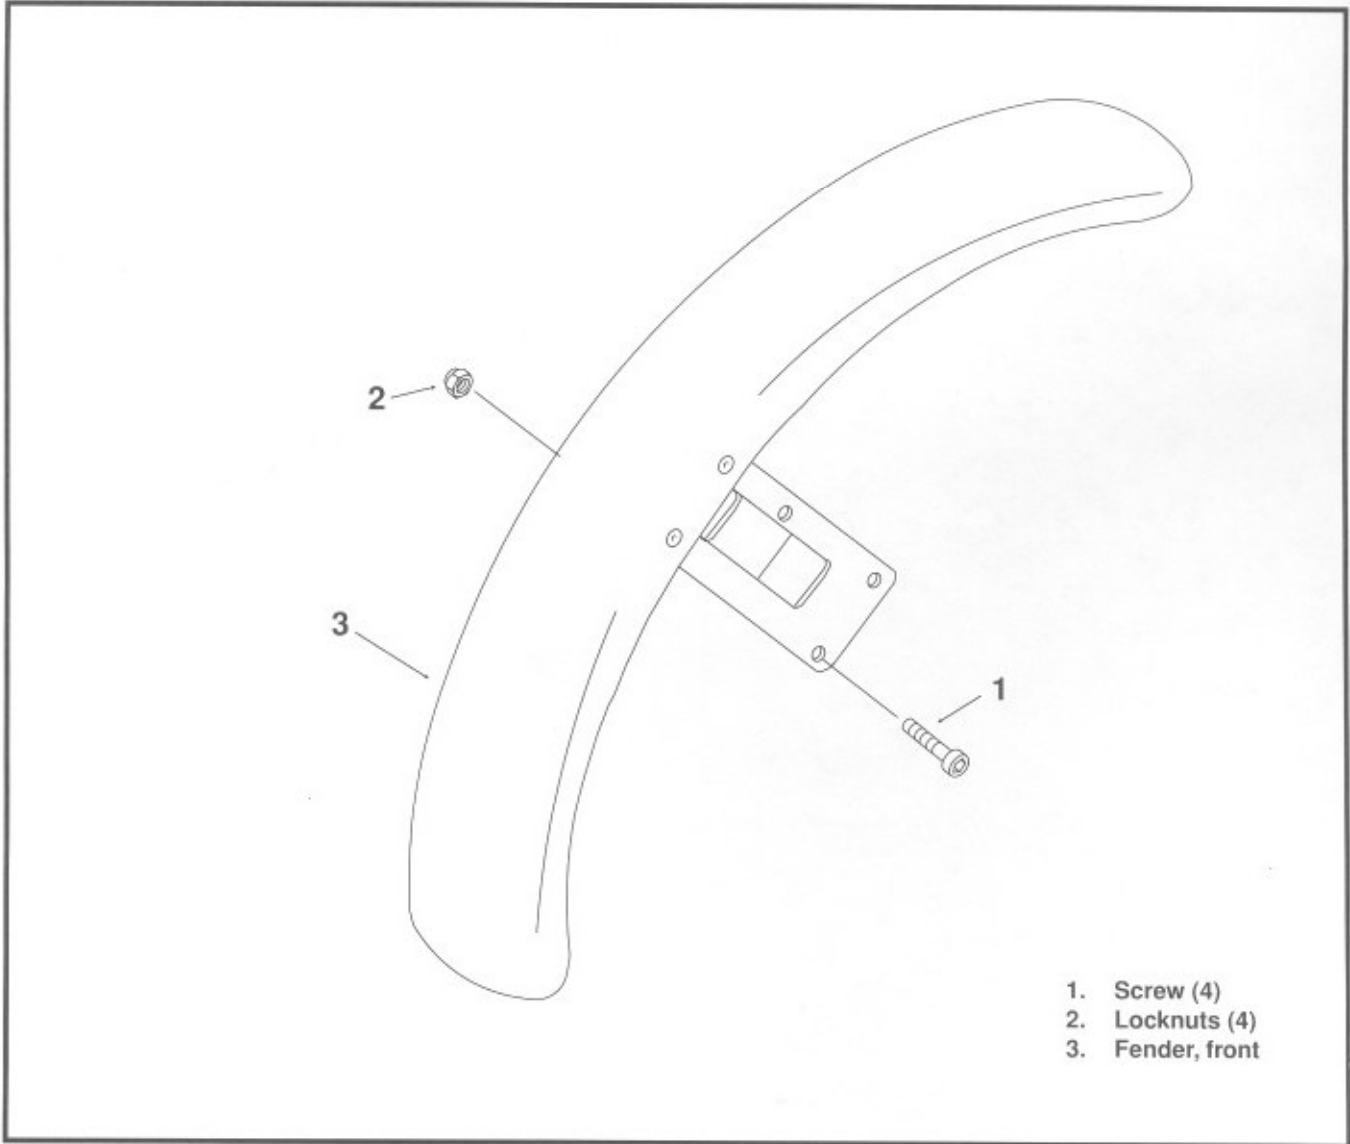 2
3
1
1. Screw (4)
2. Locknuts (4)
3. Fender, front